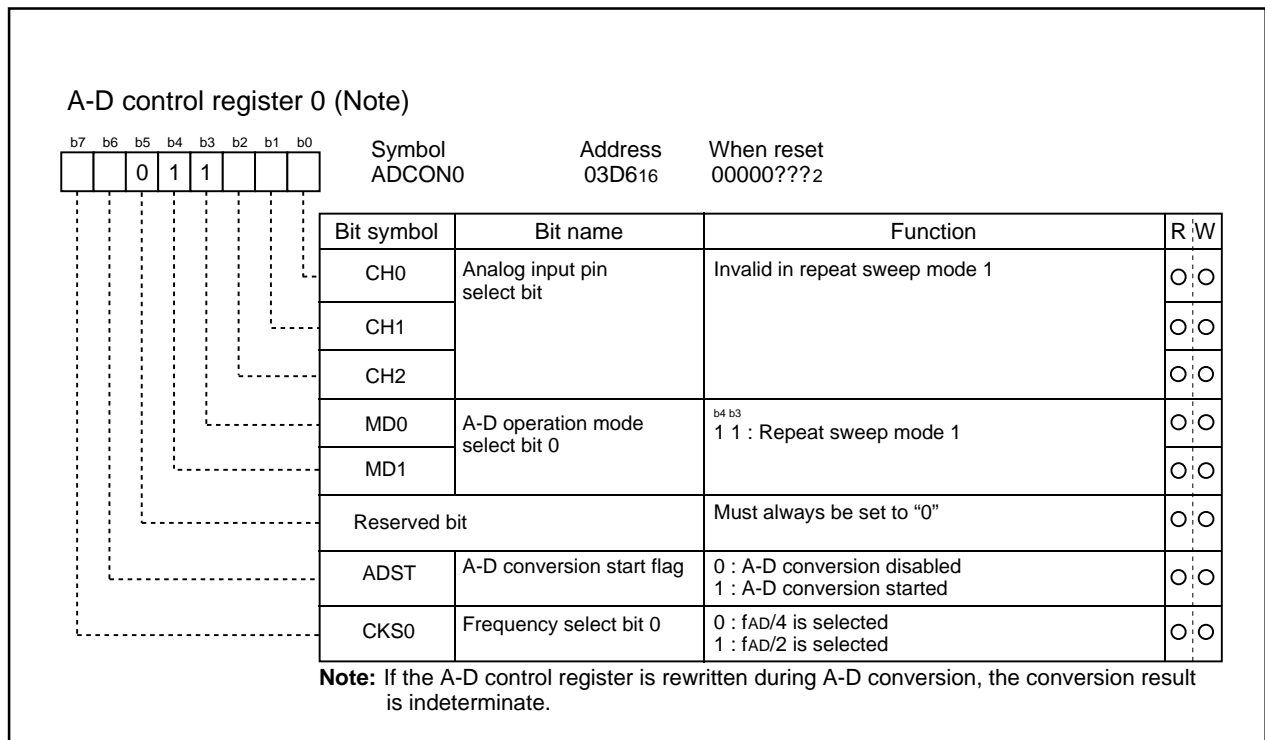 A-D control register 0 (Note)
b7 b6 b5 b4 b3 b2 b1 b0
0 1 1
Symbol Address When reset
ADCON0 03D616 00000???2
Bit symbol Bit name Function R W
CH0 Analog input pin select bit Invalid in repeat sweep mode 1 O O
CH1 O O
CH2 O O
MD0 A-D operation mode select bit 0 b4 b3
1 1 : Repeat sweep mode 1 O O
MD1 O O
Reserved bit Must always be set to “0” O O
ADST A-D conversion start flag 0 : A-D conversion disabled
1 : A-D conversion started O O
CKS0 Frequency select bit 0 0 : fAD/4 is selected
1 : fAD/2 is selected O O
Note: If the A-D control register is rewritten during A-D conversion, the conversion result
is indeterminate.